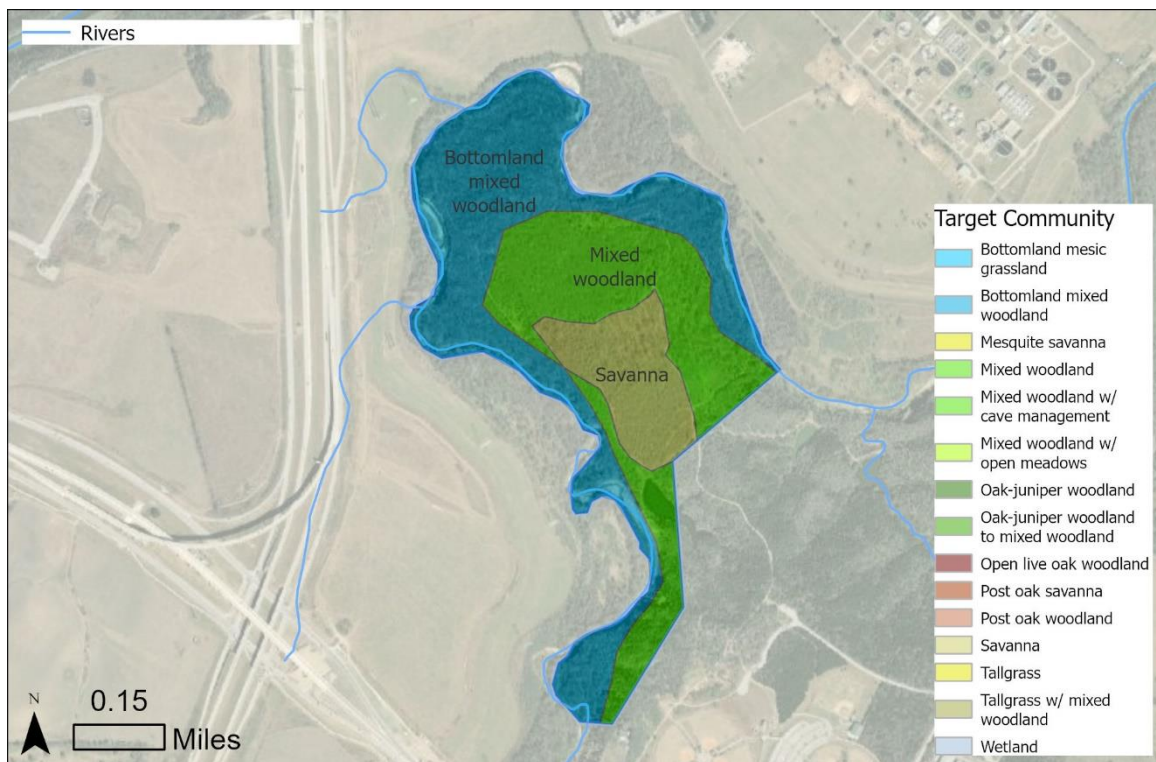 Rivers
Bottomland
mixed
woodland
Mixed
woodland
Savanna
Target Community
Bottomland mesic
grassland
Bottomland mixed
woodland
Mesquite savanna
Mixed woodland
Mixed woodland w/
cave management
Mixed woodland w/
open meadows
Oak-juniper woodland
Oak-juniper woodland
to mixed woodland
Open live oak woodland
Post oak savanna
Post oak woodland
Savanna
Tallgrass
Tallgrass w/ mixed
woodland
Wetland
N
0.15
Miles